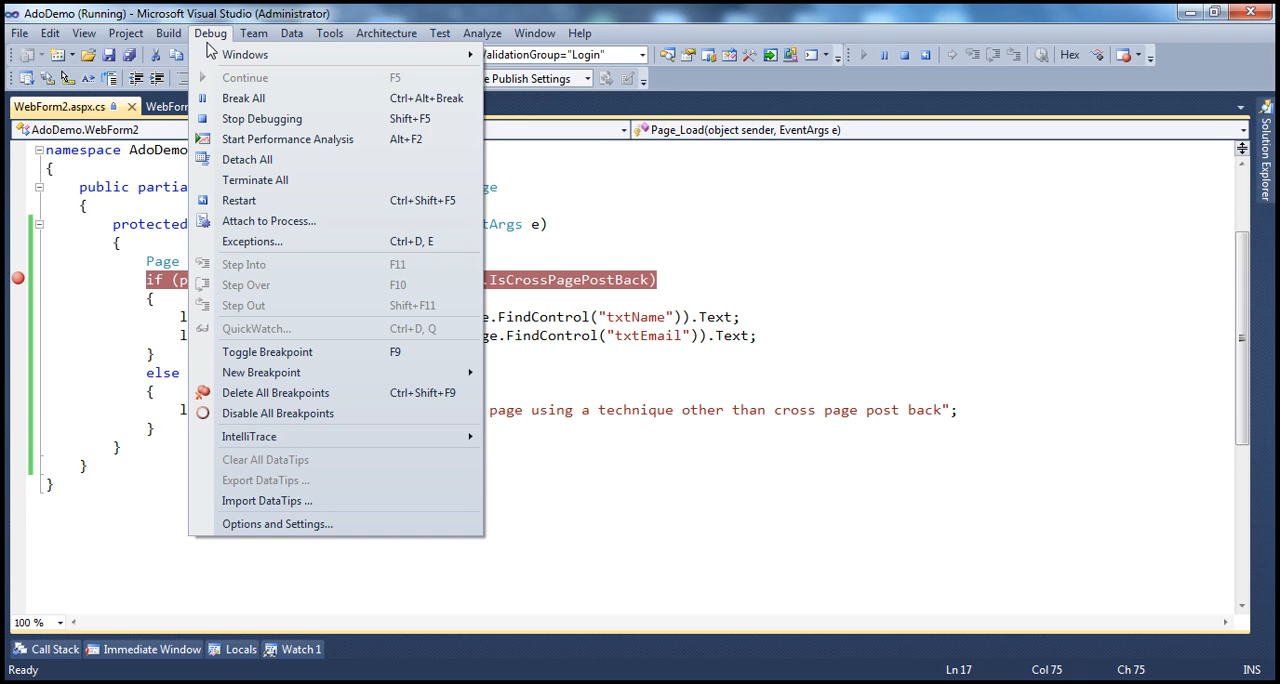 AdoDemo (Running) - Microsoft Visual Studio (Administrator)
File Edit View Project Build Debug Team Data Tools Architecture Test Analyze Window Help
ValidationGroup="Login"
Hex
e Publish Settings
WebForm2.aspx.cs WebForn
AdoDemo.WebForm2
Page_Load(object sender, EventArgs e)
Windows
Continue F5
Break All Ctrl+Alt+Break
Stop Debugging Shift+F5
Start Performance Analysis Alt+F2
Detach All
Terminate All
Restart Ctrl+Shift+F5
Attach to Process...
Exceptions... Ctrl+D, E
Step Into F11
Step Over F10
Step Out Shift+F11
QuickWatch... Ctrl+D, Q
Toggle Breakpoint F9
New Breakpoint
Delete All Breakpoints Ctrl+Shift+F9
Disable All Breakpoints
IntelliTrace
Clear All DataTips
Export DataTips ...
Import DataTips ...
Options and Settings...
namespace AdoDemo
{
public partia ge
{
protected tArgs e)
{
Page
if (p .IsCrossPagePostBack)
{
l e.FindControl("txtName")).Text;
l ge.FindControl("txtEmail")).Text;
}
else
{
l page using a technique other than cross page post back";
}
}
}
}
Solution Explorer
100 %
Call Stack Immediate Window Locals Watch 1
Ready Ln 17 Col 75 Ch 75 INS